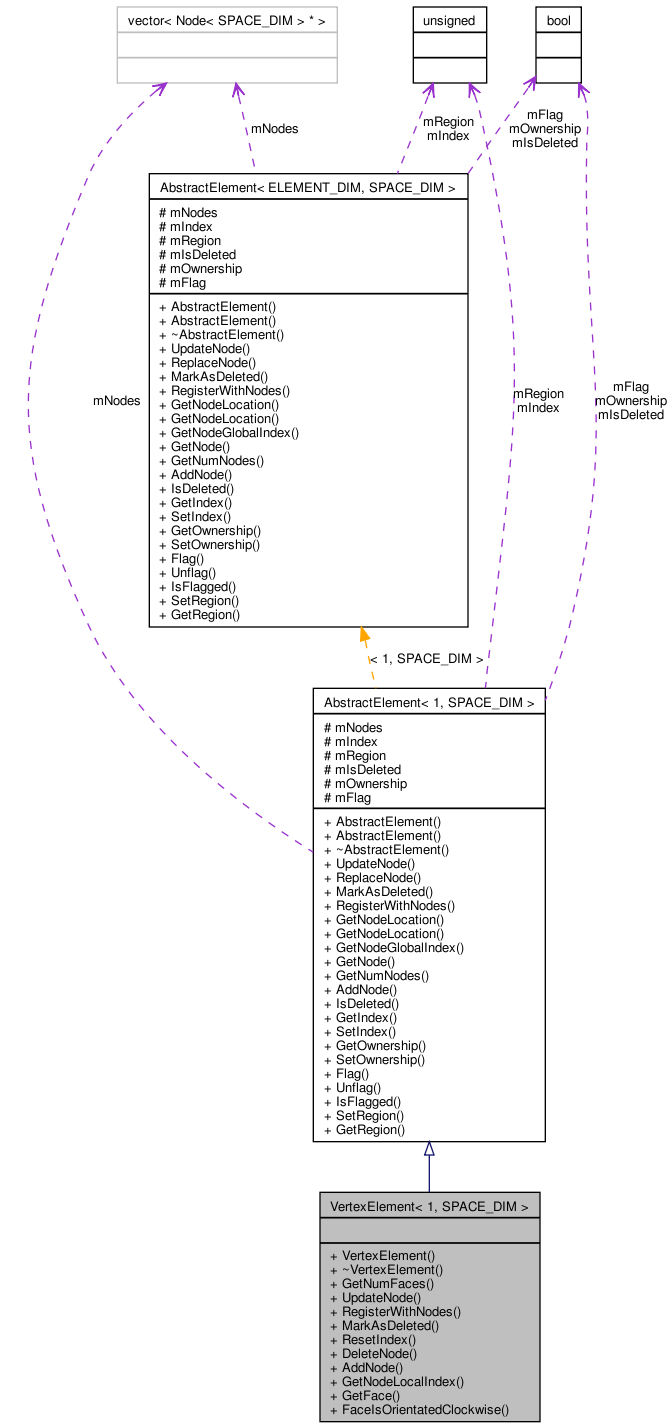 vector< Node< SPACE_DIM > * >
unsigned
bool
mNodes
mRegion
mIndex
mFlag
mOwnership
mIsDeleted
AbstractElement< ELEMENT_DIM, SPACE_DIM >
# mNodes
# mIndex
# mRegion
# mIsDeleted
# mOwnership
# mFlag
+ AbstractElement()
+ AbstractElement()
+ ~AbstractElement()
+ UpdateNode()
+ ReplaceNode()
+ MarkAsDeleted()
+ RegisterWithNodes()
+ GetNodeLocation()
+ GetNodeLocation()
+ GetNodeGlobalIndex()
+ GetNode()
+ GetNumNodes()
+ AddNode()
+ IsDeleted()
+ GetIndex()
+ SetIndex()
+ GetOwnership()
+ SetOwnership()
+ Flag()
+ Unflag()
+ IsFlagged()
+ SetRegion()
+ GetRegion()
mNodes
mRegion
mIndex
mFlag
mOwnership
mIsDeleted
< 1, SPACE_DIM >
AbstractElement< 1, SPACE_DIM >
# mNodes
# mIndex
# mRegion
# mIsDeleted
# mOwnership
# mFlag
+ AbstractElement()
+ AbstractElement()
+ ~AbstractElement()
+ UpdateNode()
+ ReplaceNode()
+ MarkAsDeleted()
+ RegisterWithNodes()
+ GetNodeLocation()
+ GetNodeLocation()
+ GetNodeGlobalIndex()
+ GetNode()
+ GetNumNodes()
+ AddNode()
+ IsDeleted()
+ GetIndex()
+ SetIndex()
+ GetOwnership()
+ SetOwnership()
+ Flag()
+ Unflag()
+ IsFlagged()
+ SetRegion()
+ GetRegion()
VertexElement< 1, SPACE_DIM >
+ VertexElement()
+ ~VertexElement()
+ GetNumFaces()
+ UpdateNode()
+ RegisterWithNodes()
+ MarkAsDeleted()
+ ResetIndex()
+ DeleteNode()
+ AddNode()
+ GetNodeLocalIndex()
+ GetFace()
+ FaceIsOrientatedClockwise()